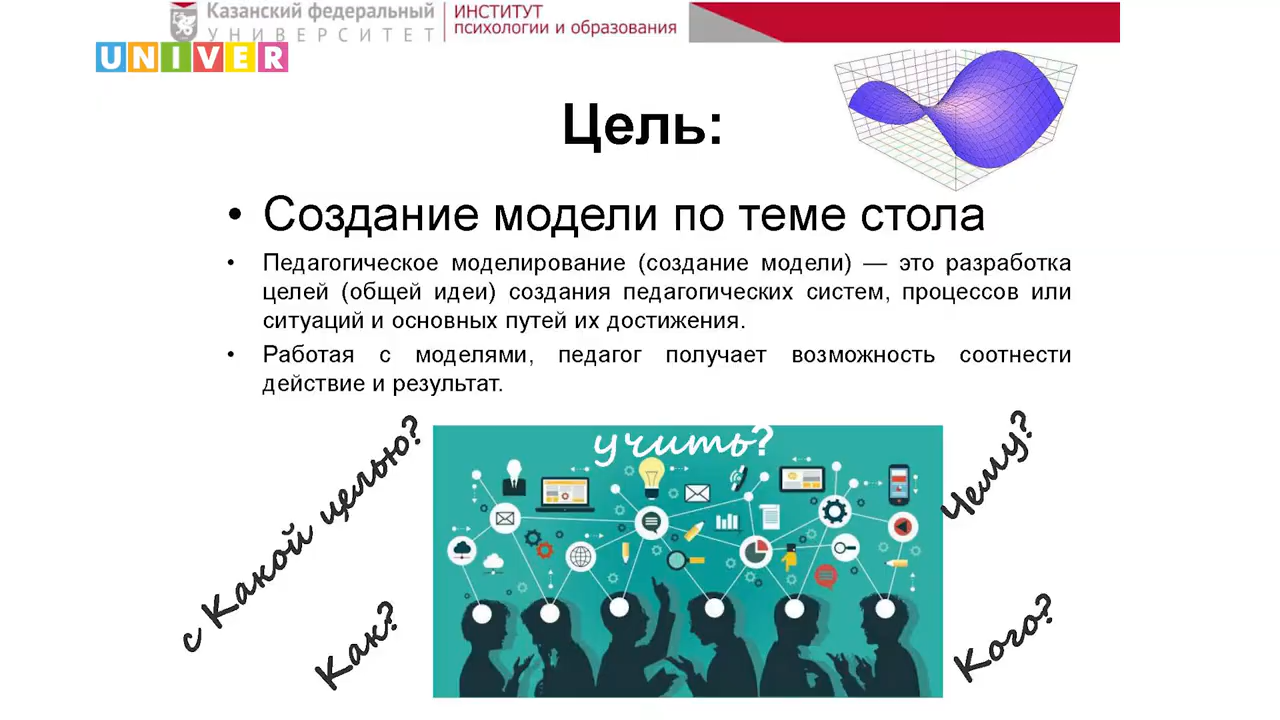 Казанский федеральный
УНИВЕРСИТЕТ
ИНСТИТУТ
психологии и образования
UNIVER
Цель:
• Создание модели по теме стола
• Педагогическое моделирование (создание модели) — это разработка
целей (общей идеи) создания педагогических систем, процессов или
ситуаций и основных путей их достижения.
• Работая с моделями, педагог получает возможность соотнести
действие и результат.
с Какой целью?
учить?
Чему?
Как?
Кого?